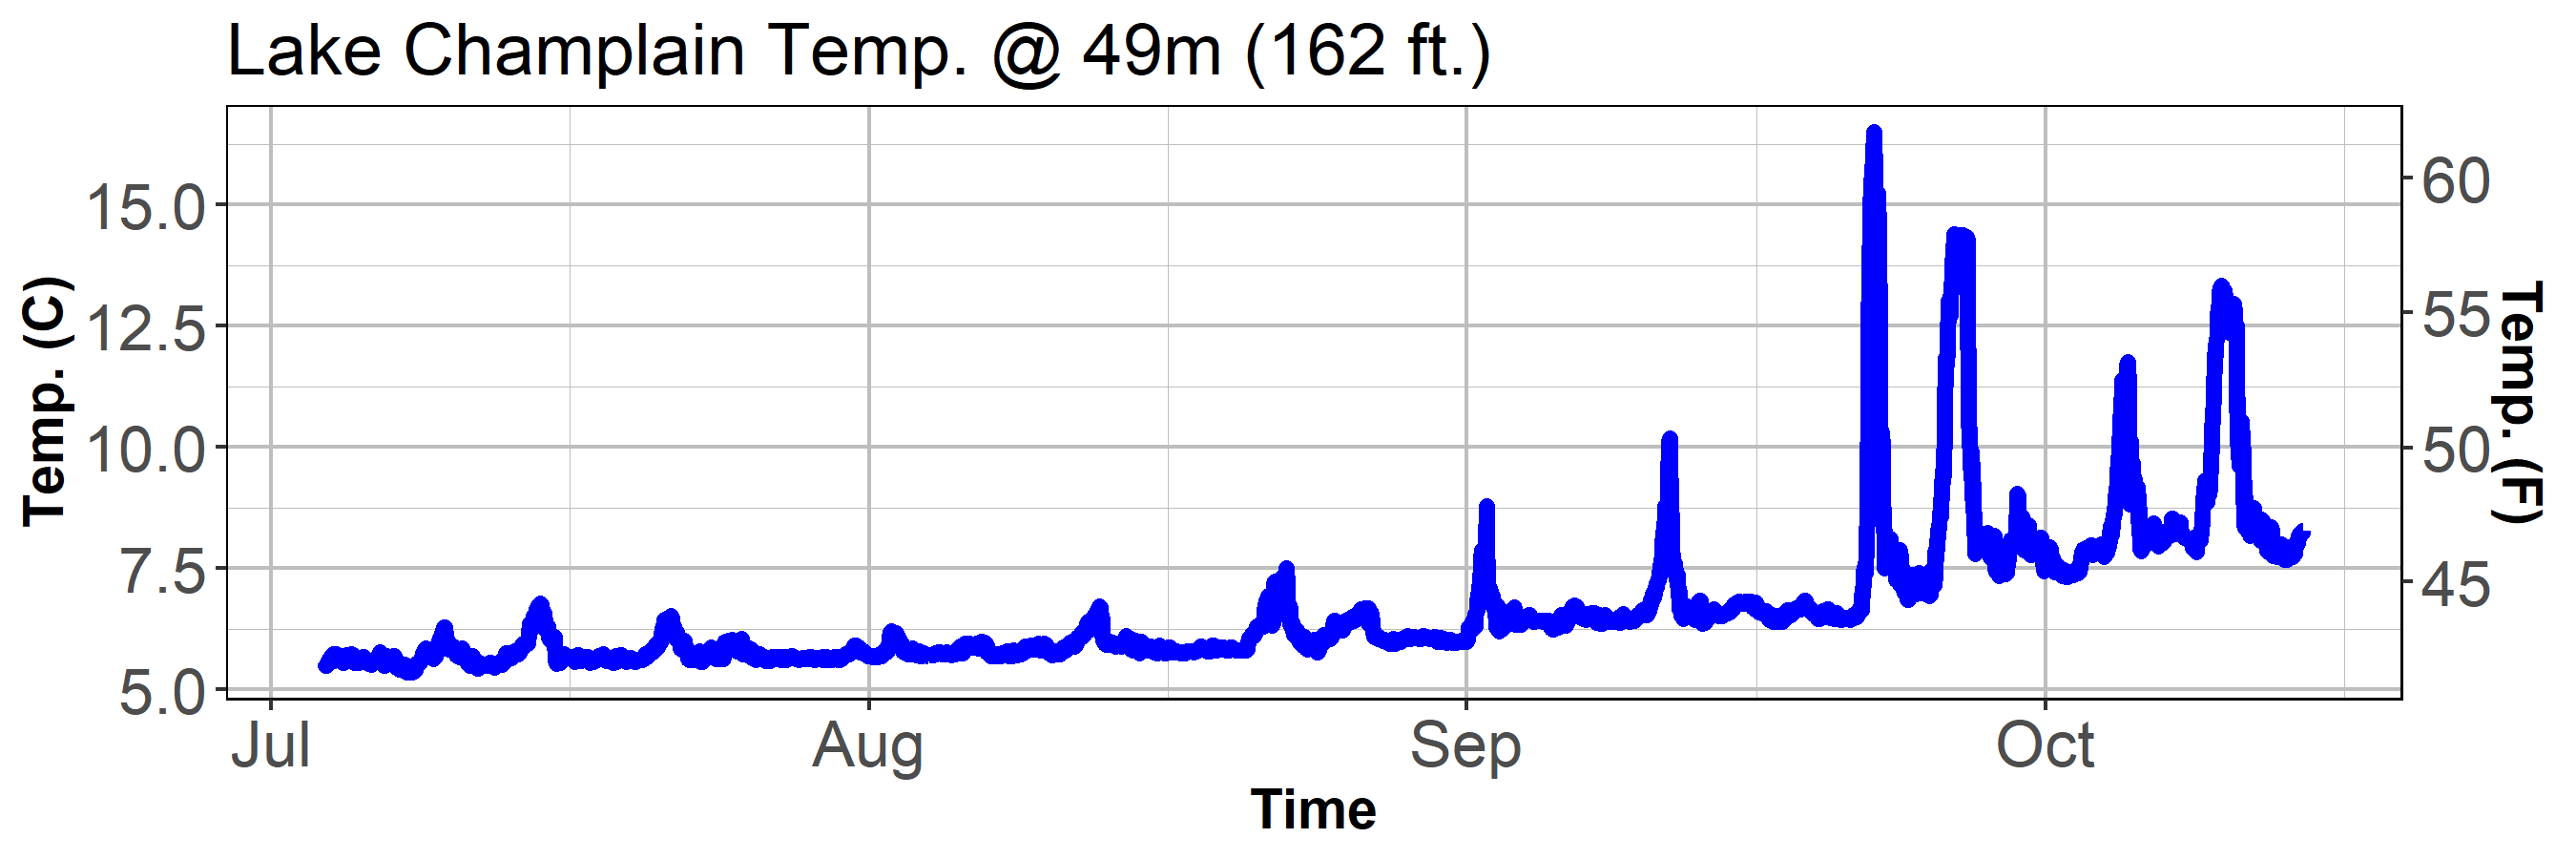 Lake Champlain Temp. @ 49m (162 ft.)
Temp. (C)
15.0
12.5
10.0
7.5
5.0
60
55
50
45
Temp. (F)
Jul Aug Sep Oct
Time